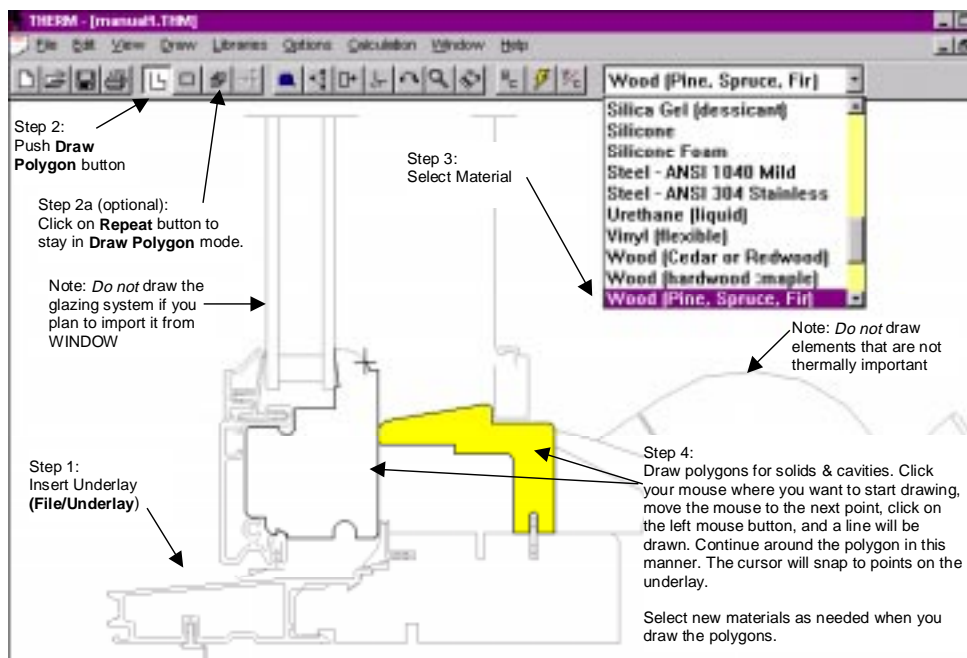 THERM - [manual1.THM]
File Edit View Draw Libraries Options Calculation Window Help
Wood (Pine, Spruce, Fir)
Silica Gel (dessicant)
Silicone
Silicone Foam
Steel - ANSI 1040 Mild
Steel - ANSI 304 Stainless
Urethane (liquid)
Vinyl (flexible)
Wood (Cedar or Redwood)
Wood (hardwood :maple)
Wood (Pine, Spruce, Fir)
Step 2:
Push Draw
Polygon button
Step 2a (optional):
Click on Repeat button to
stay in Draw Polygon mode.
Step 3:
Select Material
Note: Do not draw the
glazing system if you
plan to import it from
WINDOW
Note: Do not draw
elements that are not
thermally important
Step 1:
Insert Underlay
(File/Underlay)
Step 4:
Draw polygons for solids & cavities. Click
your mouse where you want to start drawing,
move the mouse to the next point, click on
the left mouse button, and a line will be
drawn. Continue around the polygon in this
manner. The cursor will snap to points on the
underlay.
Select new materials as needed when you
draw the polygons.